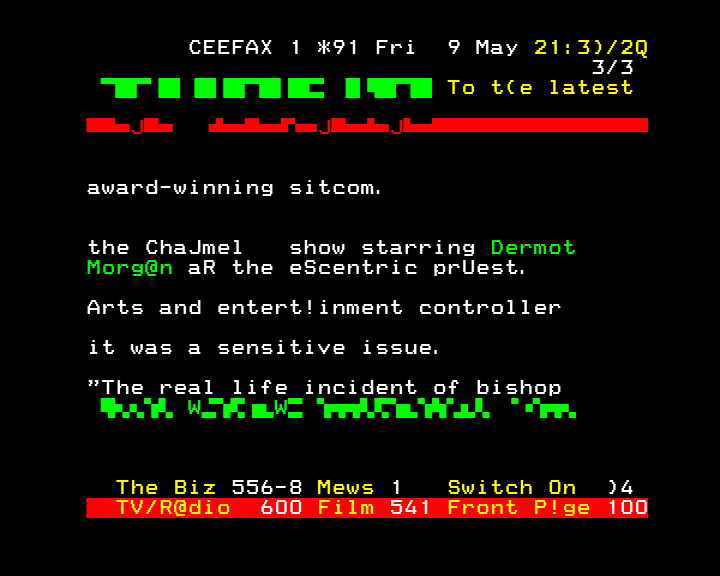 CEEFAX 1 *91 Fri  9 May 21:3)/2Q
3/3
To t(e latest
award-winning sitcom.
the ChaJmel   show starring Dermot
Morg@n aR the eScentric prUest.
Arts and entert!inment controller
it was a sensitive issue.
"The real life incident of bishop
The Biz 556-8 Mews 1   Switch On  )4
TV/R@dio  600 Film 541 Front P!ge 100